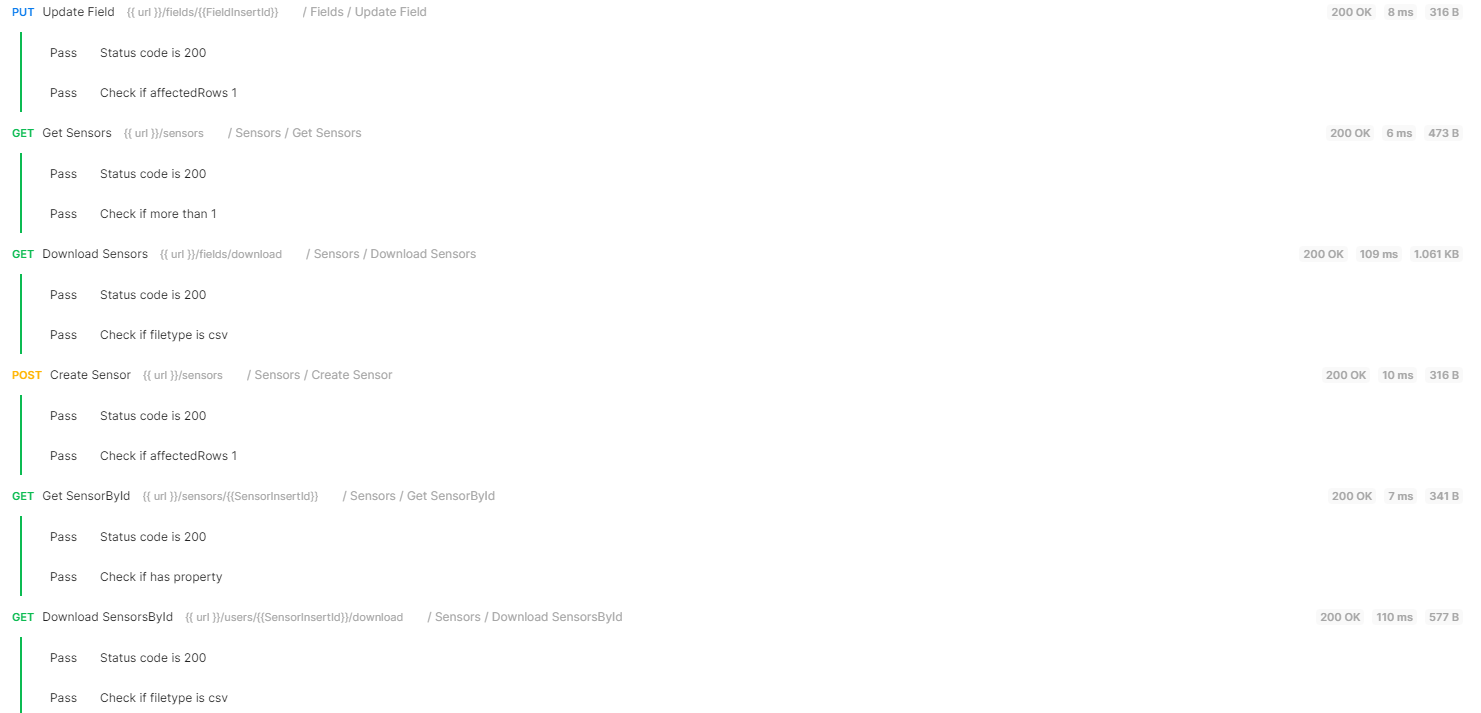 PUT Update Field {{ url }}/fields/{{FieldInsertId}} / Fields / Update Field 200 OK 8 ms 316 B
Pass Status code is 200
Pass Check if affectedRows 1
GET Get Sensors {{ url }}/sensors / Sensors / Get Sensors 200 OK 6 ms 473 B
Pass Status code is 200
Pass Check if more than 1
GET Download Sensors {{ url }}/fields/download / Sensors / Download Sensors 200 OK 109 ms 1.061 KB
Pass Status code is 200
Pass Check if filetype is csv
POST Create Sensor {{ url }}/sensors / Sensors / Create Sensor 200 OK 10 ms 316 B
Pass Status code is 200
Pass Check if affectedRows 1
GET Get SensorById {{ url }}/sensors/{{SensorInsertId}} / Sensors / Get SensorById 200 OK 7 ms 341 B
Pass Status code is 200
Pass Check if has property
GET Download SensorsById {{ url }}/users/{{SensorInsertId}}/download / Sensors / Download SensorsById 200 OK 110 ms 577 B
Pass Status code is 200
Pass Check if filetype is csv